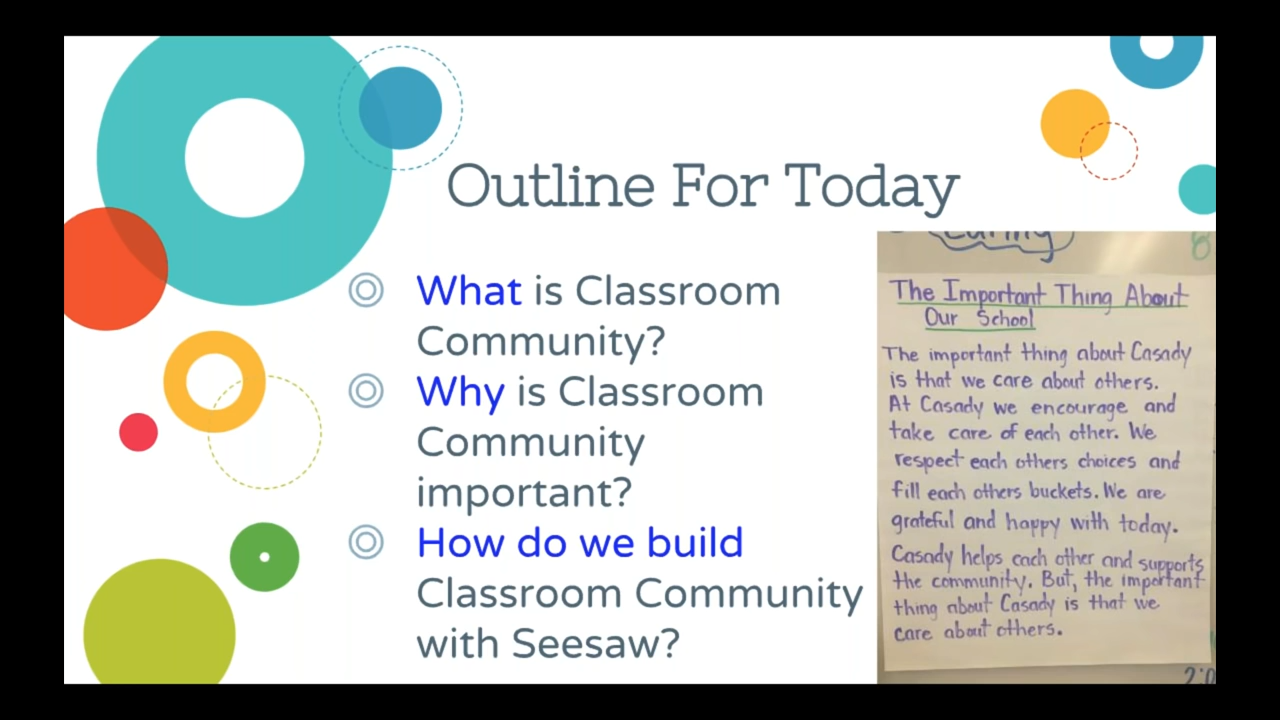 Outline For Today
What is Classroom
Community?
Why is Classroom
Community
important?
How do we build
Classroom Community
with Seesaw?
Caring
8
The Important Thing About
Our School
The important thing about Casady
is that we care about others.
At Casady we encourage and
take care of each other. We
respect each others choices and
fill each others buckets. We are
grateful and happy with today.
Casady helps each other and supports
the community. But, the important
thing about Casady is that we
care about others.